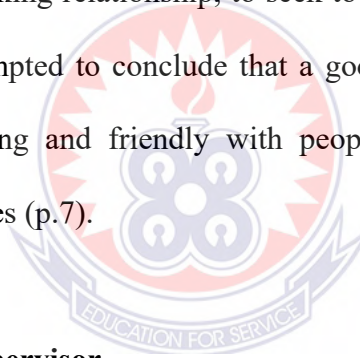 king relationship, to seek to
mpted to conclude that a goo
ng and friendly with peop
es (p.7).
EDUCATION FOR SERVICE
pervisor